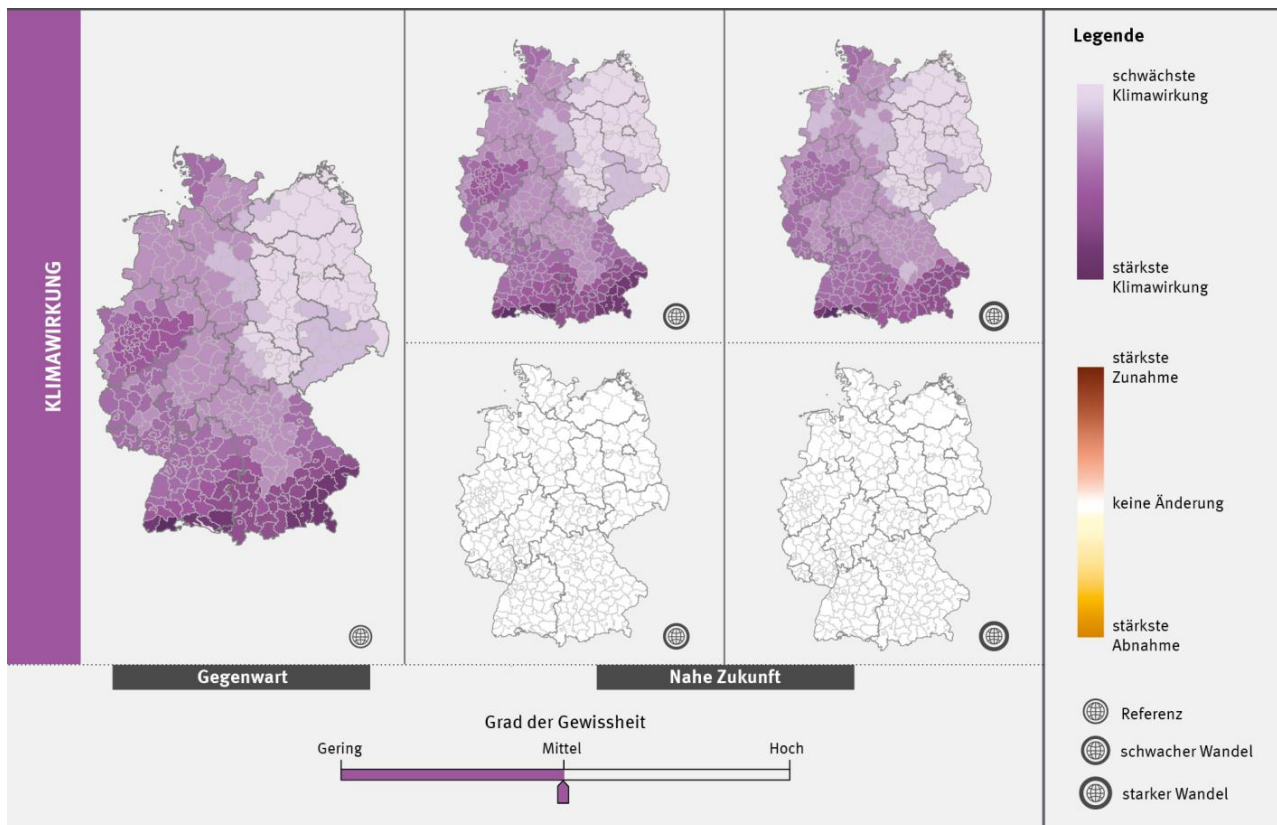 KLIMAWIRKUNG
Legende
schwächste
Klimawirkung
stärkste
Klimawirkung
stärkste
Zunahme
keine Änderung
stärkste
Abnahme
Gegenwart
Nahe Zukunft
Grad der Gewissheit
Gering
Mittel
Hoch
Referenz
schwacher Wandel
starker Wandel